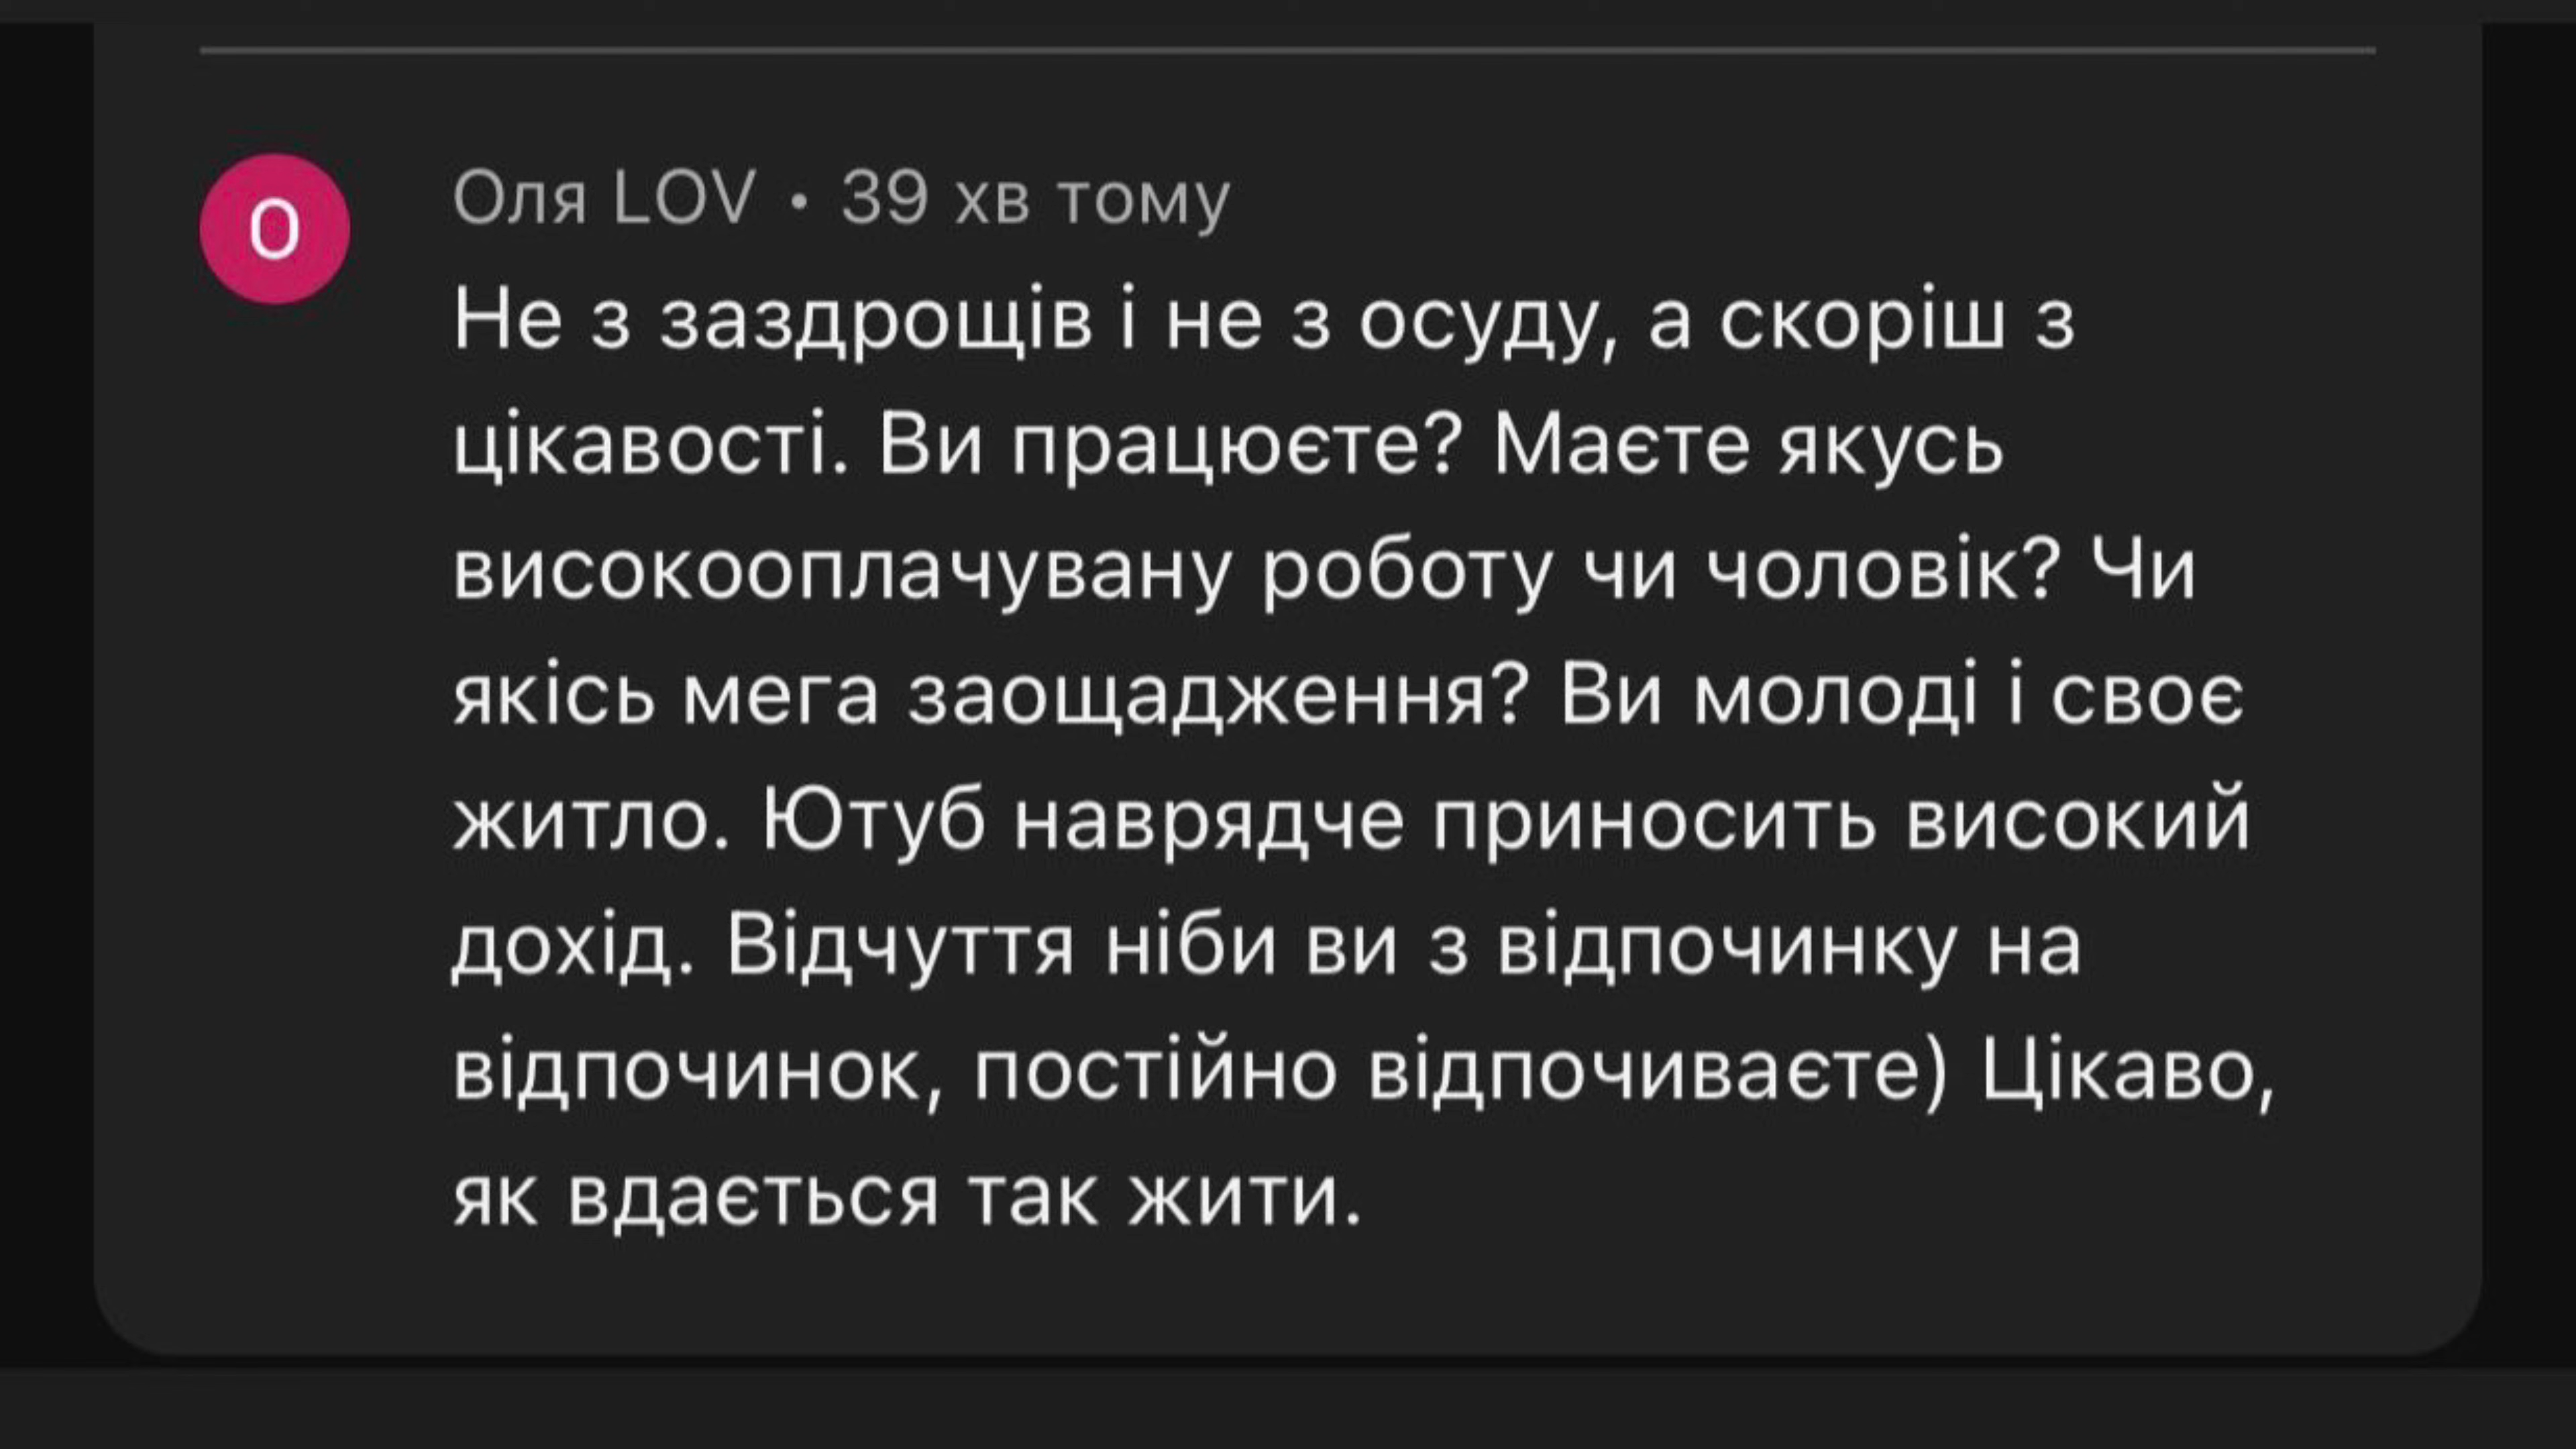 О
Оля LOV • 39 хв тому
Не з заздрощів і не з осуду, а скоріш з
цікавості. Ви працюєте? Маєте якусь
високооплачувану роботу чи чоловік? Чи
якісь мега заощадження? Ви молоді і своє
житло. Ютуб наврядче приносить високий
дохід. Відчуття ніби ви з відпочинку на
відпочинок, постійно відпочиваєте) Цікаво,
як вдається так жити.